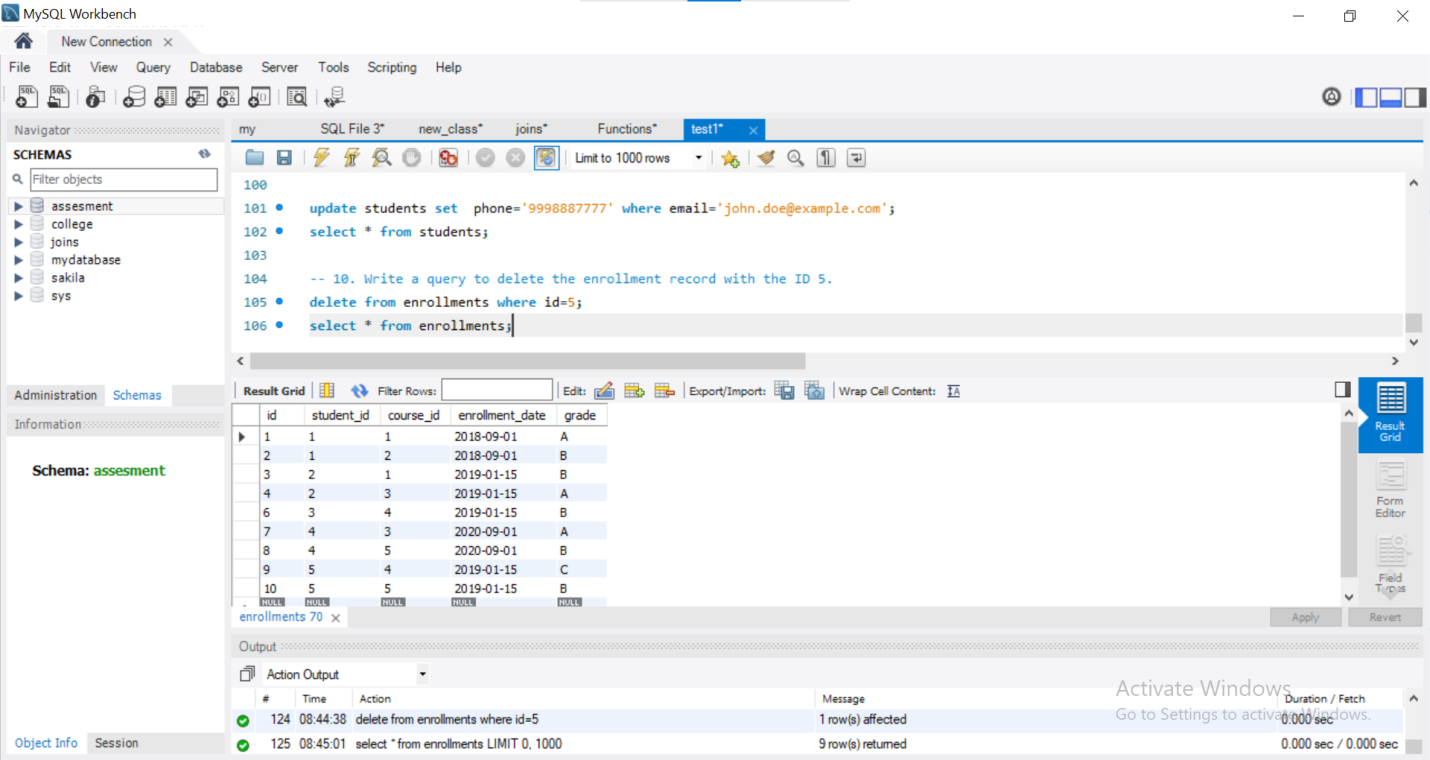 MySQL Workbench
New Connection
File Edit View Query Database Server Tools Scripting Help
Navigator
SCHEMAS
Filter objects
assesment
college
joins
mydatabase
sakila
sys
Administration Schemas
Information
Schema: assesment
Object Info Session
my SQL File 3* new_class* joins* Functions* test1*
Limit to 1000 rows
100
101 update students set phone='9998887777' where email='john.doe@example.com';
102 select * from students;
103
104 -- 10. Write a query to delete the enrollment record with the ID 5.
105 delete from enrollments where id=5;
106 select * from enrollments;
Result Grid Filter Rows: Edit: Export/Import: Wrap Cell Content:
id student_id course_id enrollment_date grade
1 1 1 2018-09-01 A
2 1 2 2018-09-01 B
3 2 1 2019-01-15 B
4 2 3 2019-01-15 A
6 3 4 2019-01-15 B
7 4 3 2020-09-01 A
8 4 5 2020-09-01 B
9 5 4 2019-01-15 C
10 5 5 2019-01-15 B
NULL NULL NULL NULL NULL
Result
Grid
Form
Editor
Field
Types
enrollments 70
Apply Revert
Output
Action Output
# Time Action Message Duration / Fetch
124 08:44:38 delete from enrollments where id=5 1 row(s) affected 0.000 sec
125 08:45:01 select * from enrollments LIMIT 0, 1000 9 row(s) returned 0.000 sec / 0.000 sec
Activate Windows
Go to Settings to activate Windows.